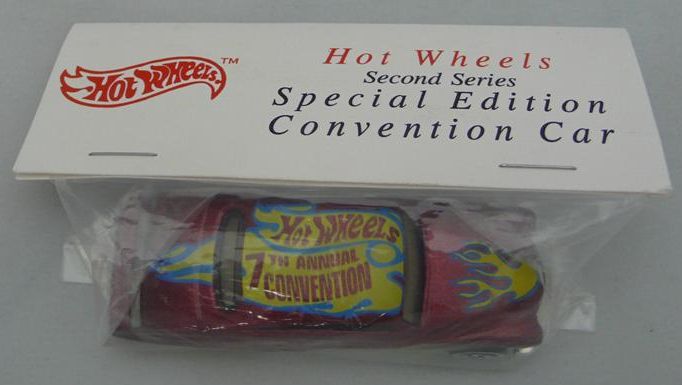 Hot Wheels™
Hot Wheels
Second Series
Special Edition
Convention Car
Hot Wheels
7TH ANNUAL
CONVENTION